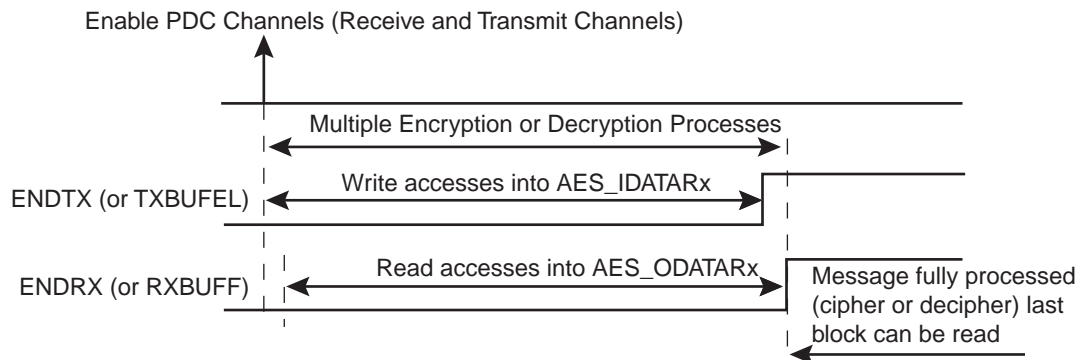 Enable PDC Channels (Receive and Transmit Channels)
Multiple Encryption or Decryption Processes
Write accesses into AES_IDATARx
ENDTX (or TXBUFEL)
Read accesses into AES_ODATARx
ENDRX (or RXBUFF)
Message fully processed
(cipher or decipher) last
block can be read